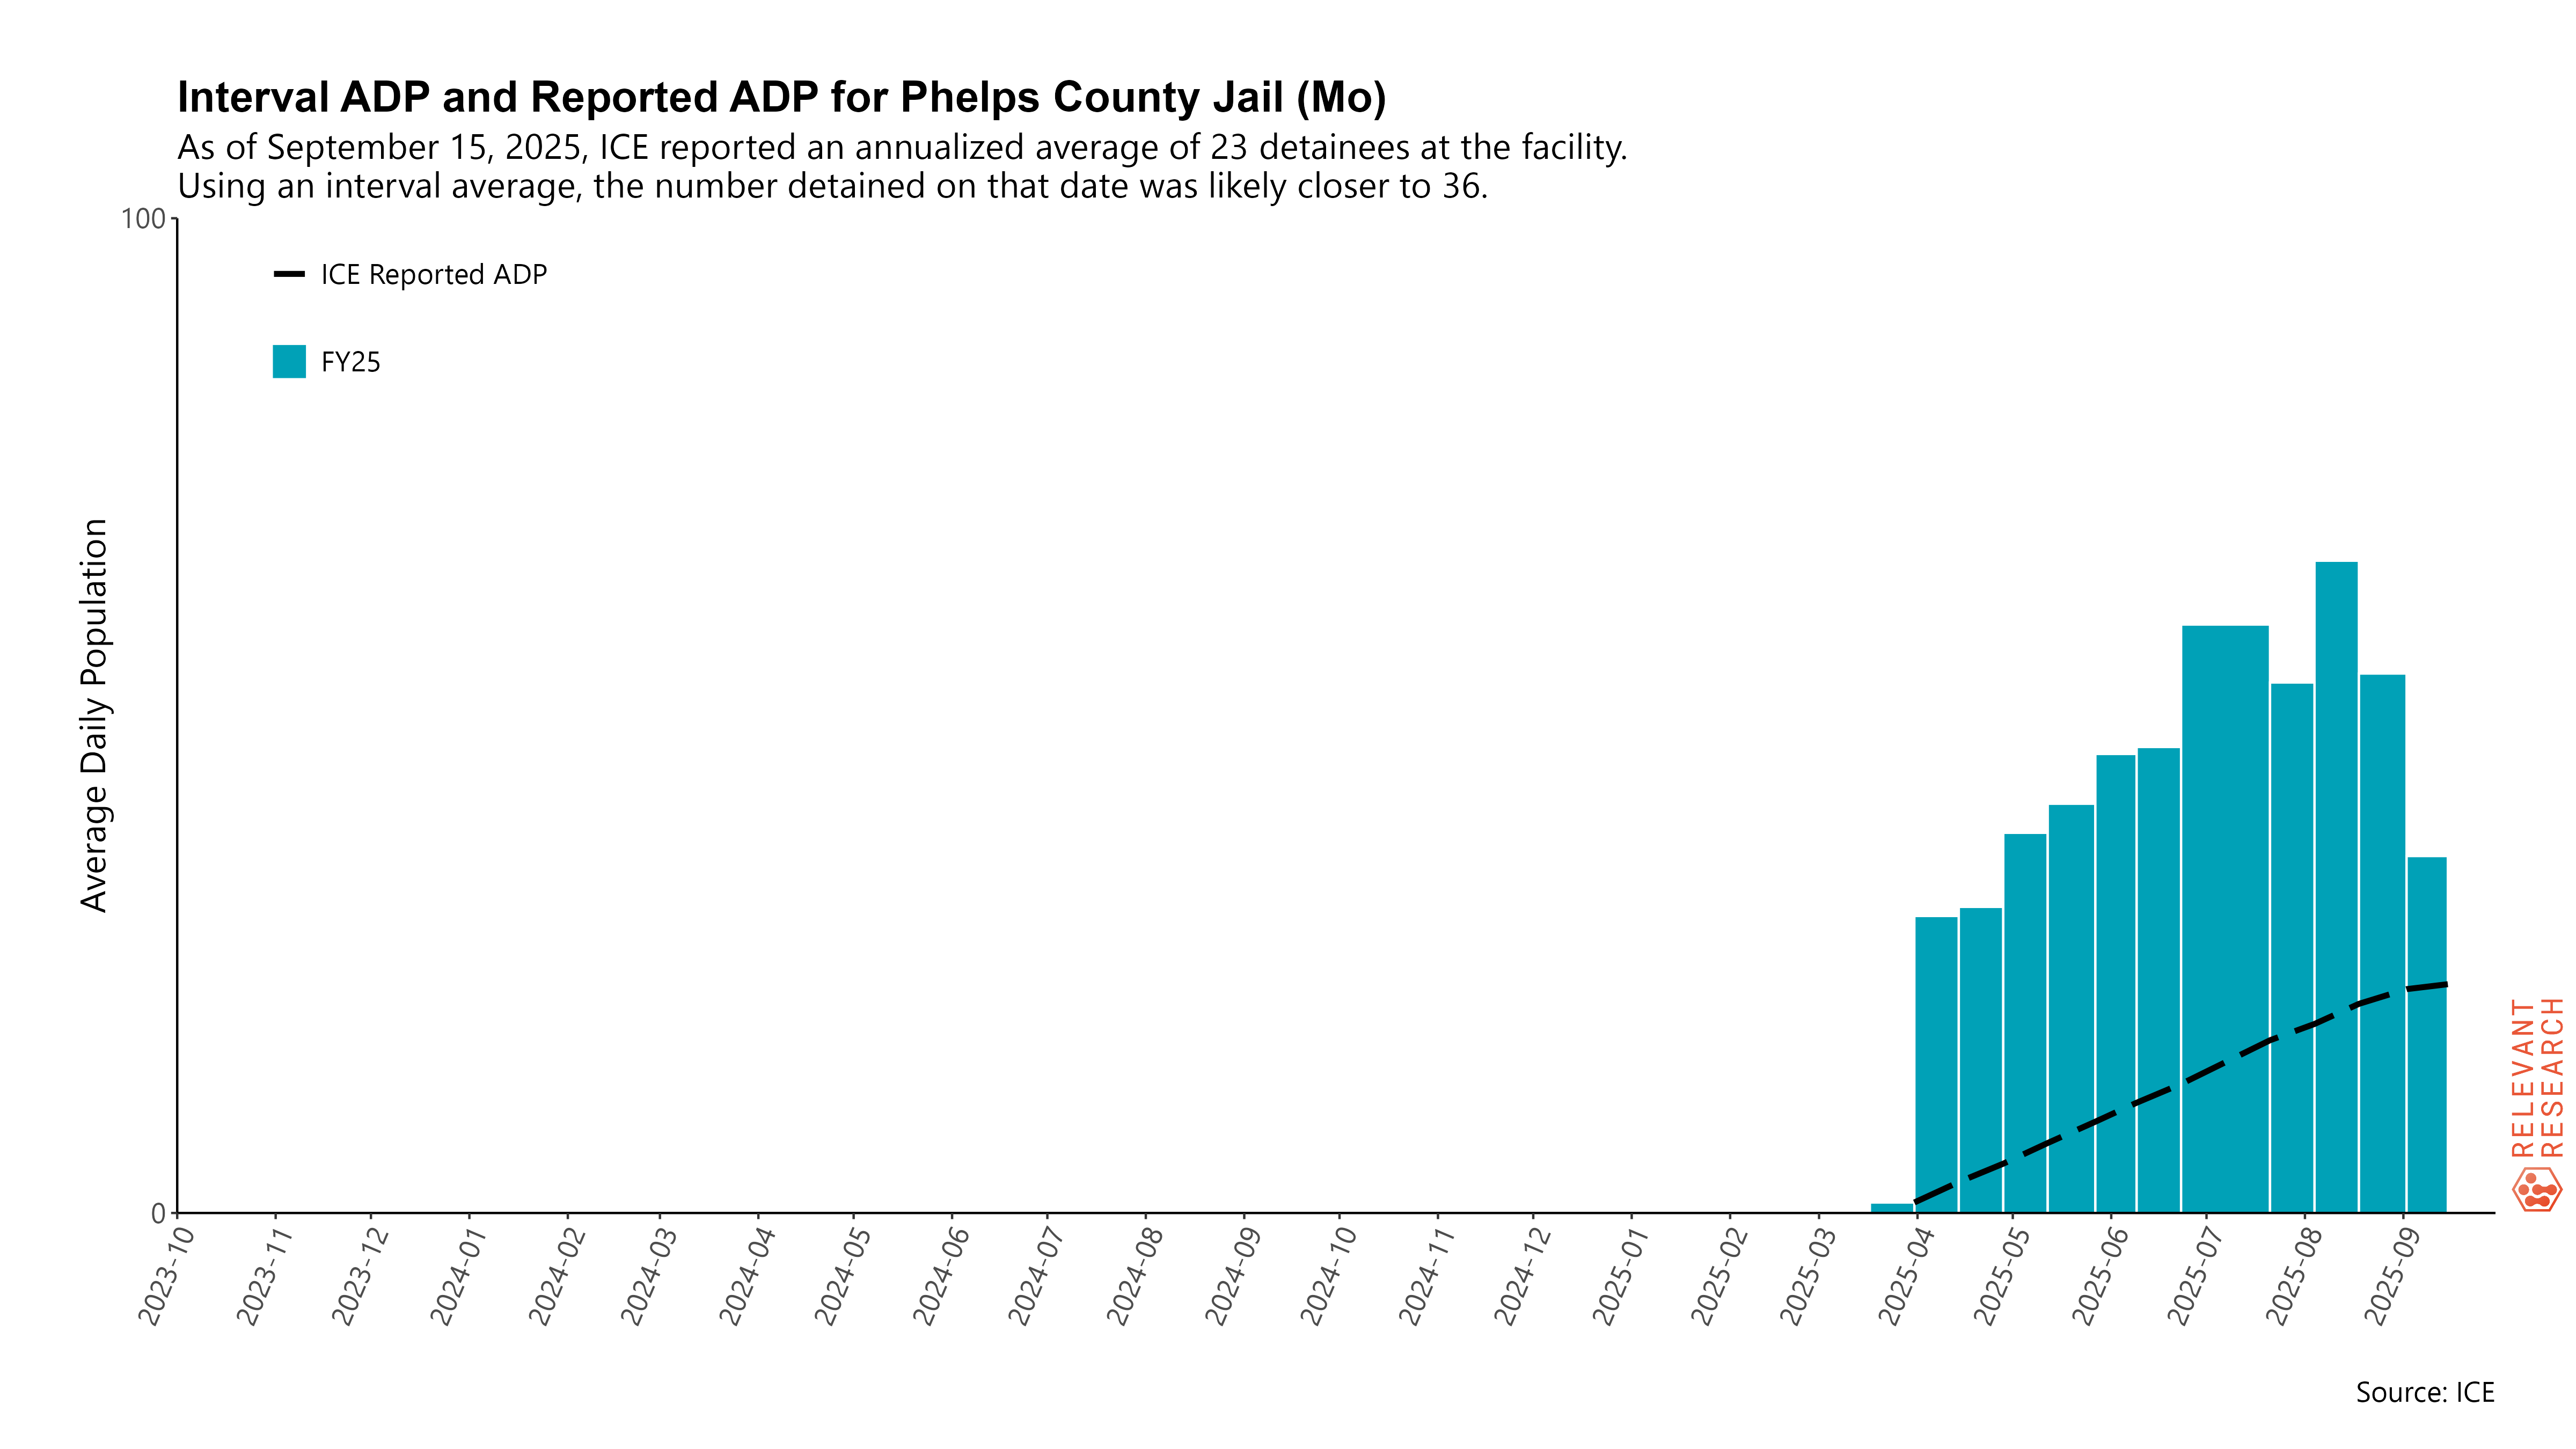 Interval ADP and Reported ADP for Phelps County Jail (Mo)
As of September 15, 2025, ICE reported an annualized average of 23 detainees at the facility.
Using an interval average, the number detained on that date was likely closer to 36.
100
ICE Reported ADP
FY25
Average Daily Population
0
2023-10
2023-11
2023-12
2024-01
2024-02
2024-03
2024-04
2024-05
2024-06
2024-07
2024-08
2024-09
2024-10
2024-11
2024-12
2025-01
2025-02
2025-03
2025-04
2025-05
2025-06
2025-07
2025-08
2025-09
RELEVANT
RESEARCH
Source: ICE